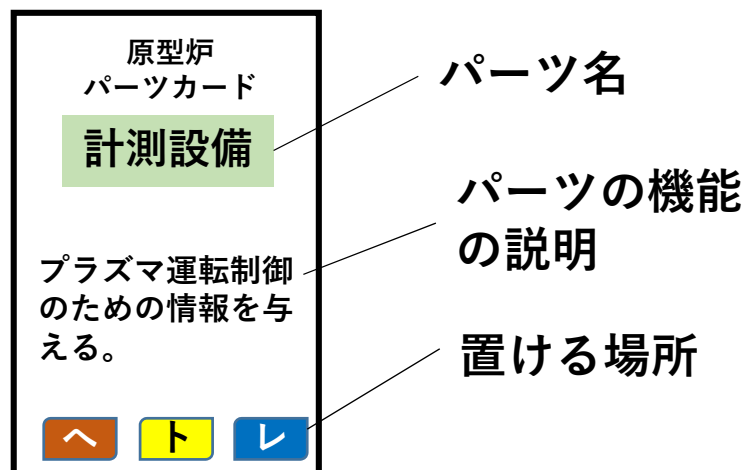 原型炉
パーツカード
計測設備
プラズマ運転制御
のための情報を与
える。
ヘ ト レ
パーツ名
パーツの機能
の説明
置ける場所